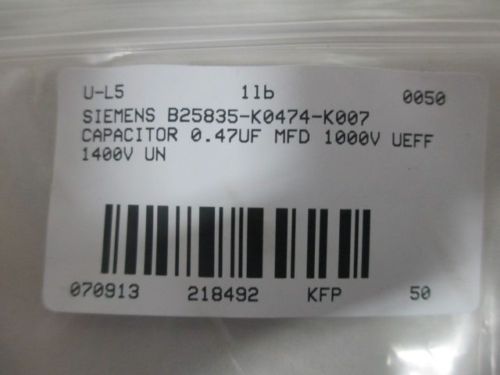 U-L5 1lb 0050
SIEMENS B25835-K0474-K007
CAPACITOR 0.47UF MFD 1000V UEFF
1400V UN
070913 218492 KFP 50